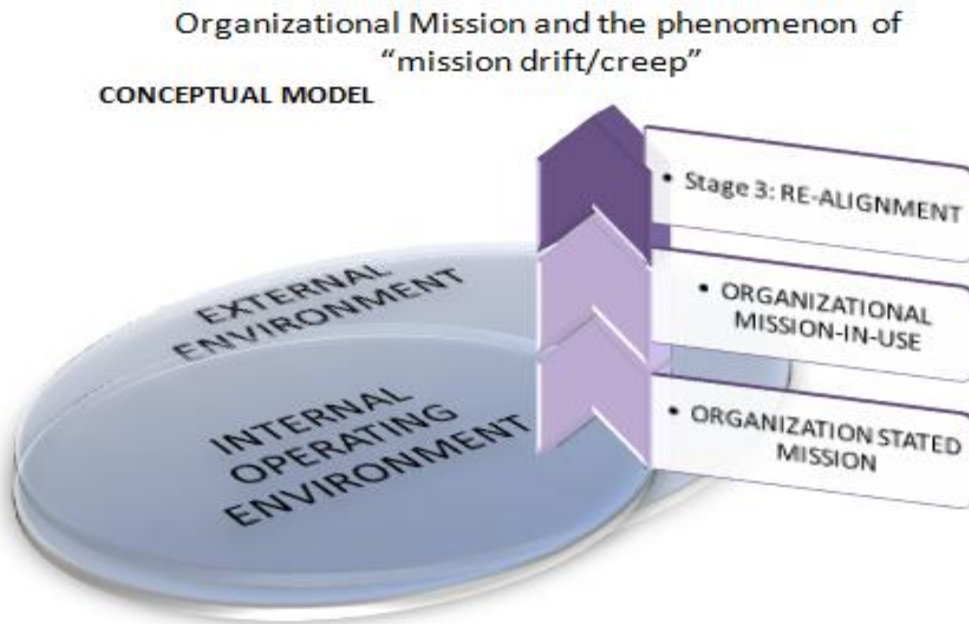 Organizational Mission and the phenomenon of
“mission drift/creep”
CONCEPTUAL MODEL
• Stage 3: RE-ALIGNMENT
• ORGANIZATIONAL
MISSION-IN-USE
• ORGANIZATION STATED
MISSION
EXTERNAL
ENVIRONMENT
INTERNAL
OPERATING
ENVIRONMENT